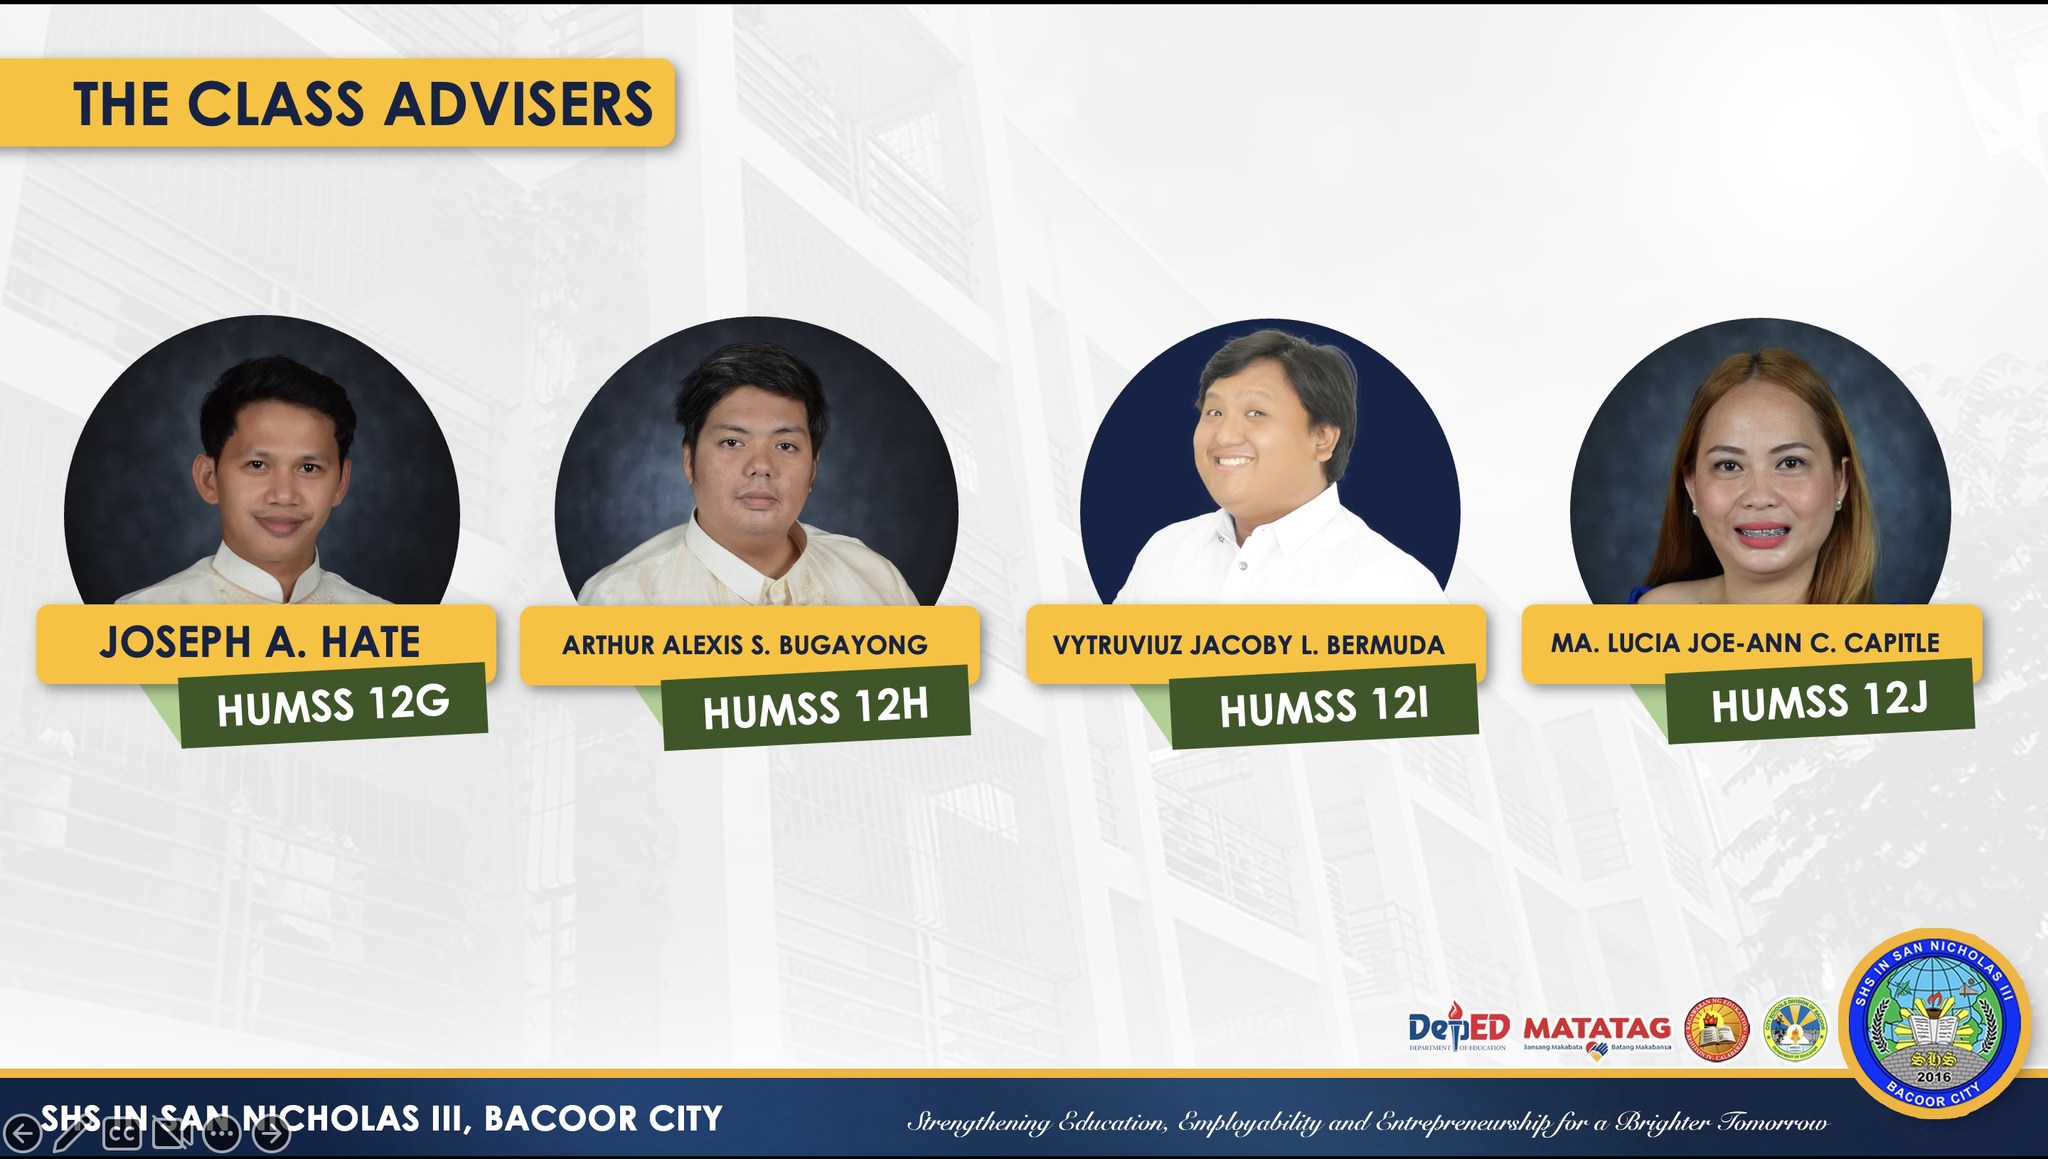 THE CLASS ADVISERS
JOSEPH A. HATE
HUMSS 12G
ARTHUR ALEXIS S. BUGAYONG
HUMSS 12H
VYTRUVIUZ JACOBY L. BERMUDA
HUMSS 12I
MA. LUCIA JOE-ANN C. CAPITLE
HUMSS 12J
DepED
DEPARTMENT OF EDUCATION
MATATAG
Bansang Makabata Batang Makabansa
SHS IN SAN NICHOLAS III
SHS
2016
BACOOR CITY
SHS IN SAN NICHOLAS III, BACOOR CITY
CC
Strengthening Education, Employability and Entrepreneurship for a Brighter Tomorrow